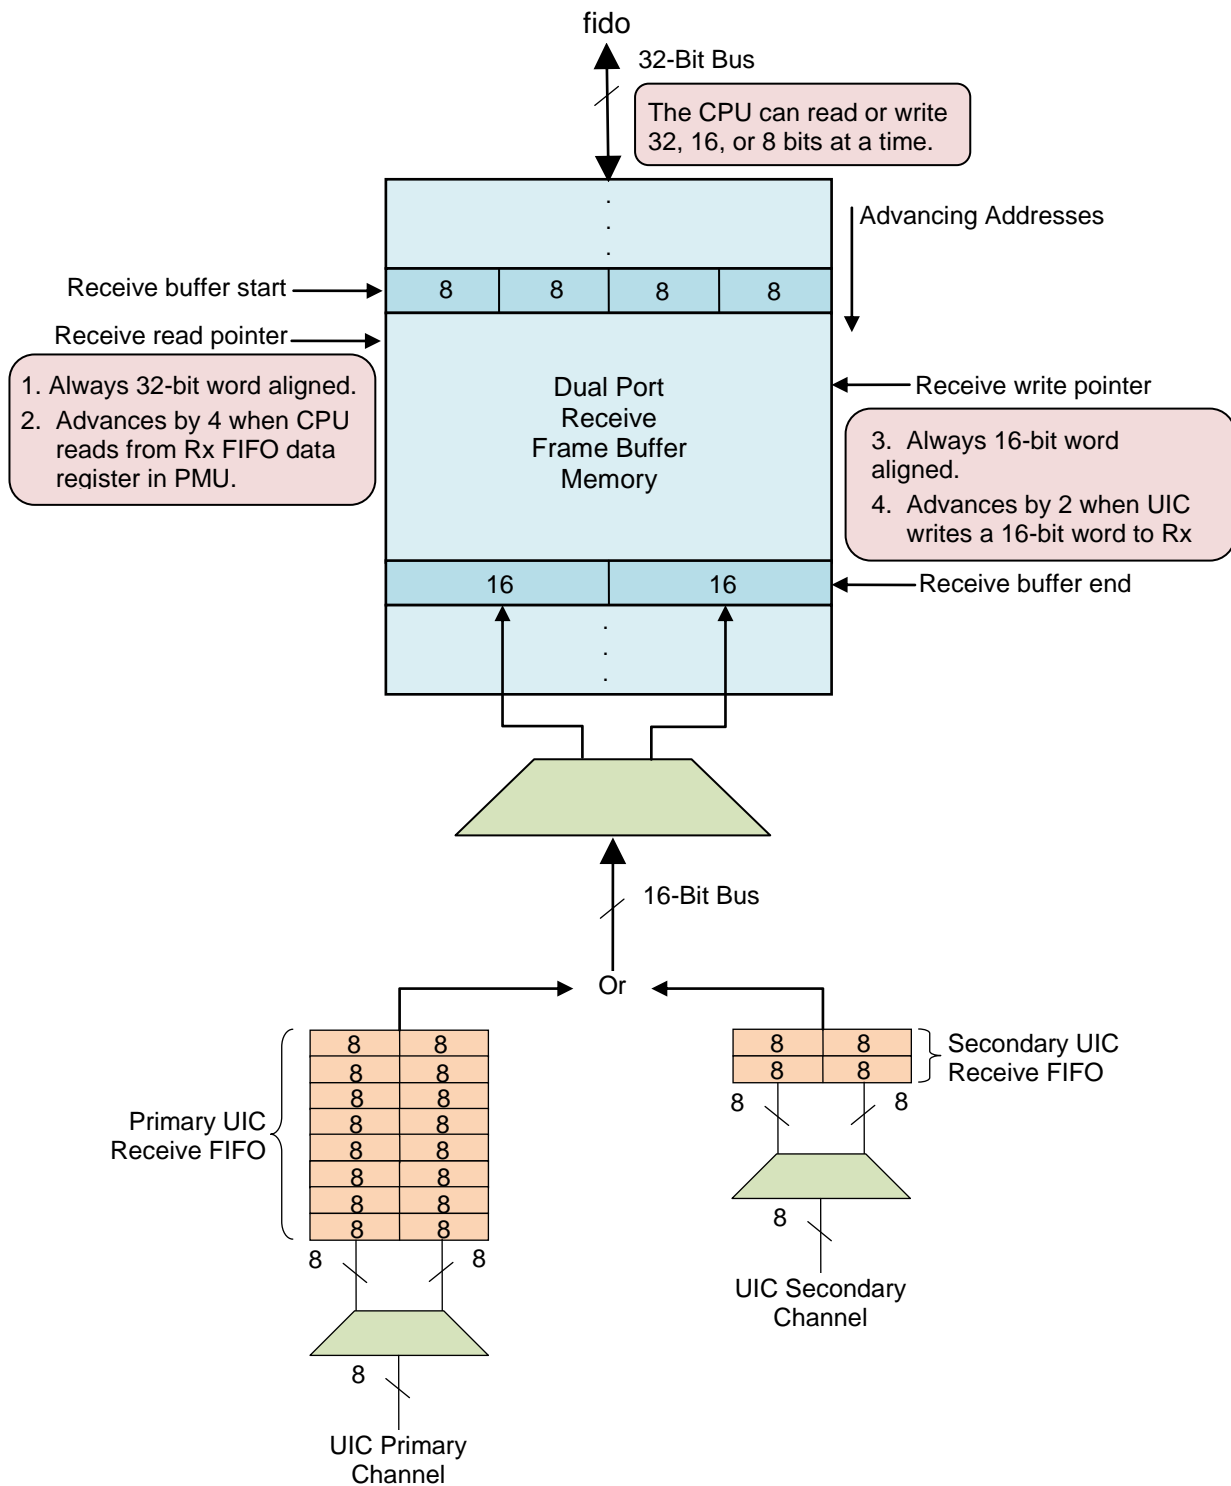 fido
32-Bit Bus
The CPU can read or write
32, 16, or 8 bits at a time.
.
.
.
Advancing Addresses
Receive buffer start
8 8 8 8
Receive read pointer
1. Always 32-bit word aligned.
2. Advances by 4 when CPU
reads from Rx FIFO data
register in PMU.
Dual Port
Receive
Frame Buffer
Memory
Receive write pointer
3. Always 16-bit word
aligned.
4. Advances by 2 when UIC
writes a 16-bit word to Rx
16 16
Receive buffer end
.
.
.
16-Bit Bus
Or
Primary UIC
Receive FIFO
8 8
8 8
8 8
8 8
8 8
8 8
8 8
8 8
8 8
8
UIC Primary
Channel
8 8
8 8
Secondary UIC
Receive FIFO
8 8
8
UIC Secondary
Channel